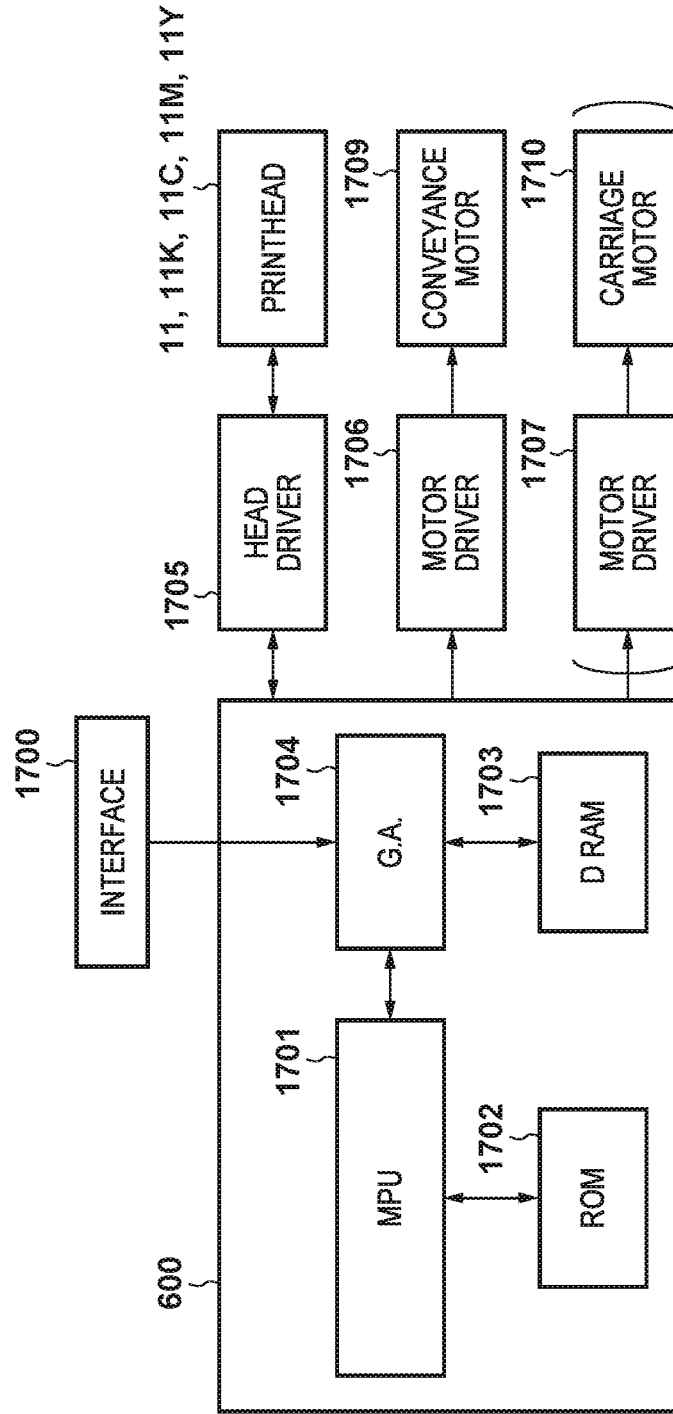 1700
INTERFACE
600
1701
MPU
1704
G.A.
1702
ROM
1703
D RAM
1705
HEAD
DRIVER
11, 11K, 11C, 11M, 11Y
PRINTHEAD
1706
MOTOR
DRIVER
1709
CONVEYANCE
MOTOR
1707
MOTOR
DRIVER
1710
CARRIAGE
MOTOR